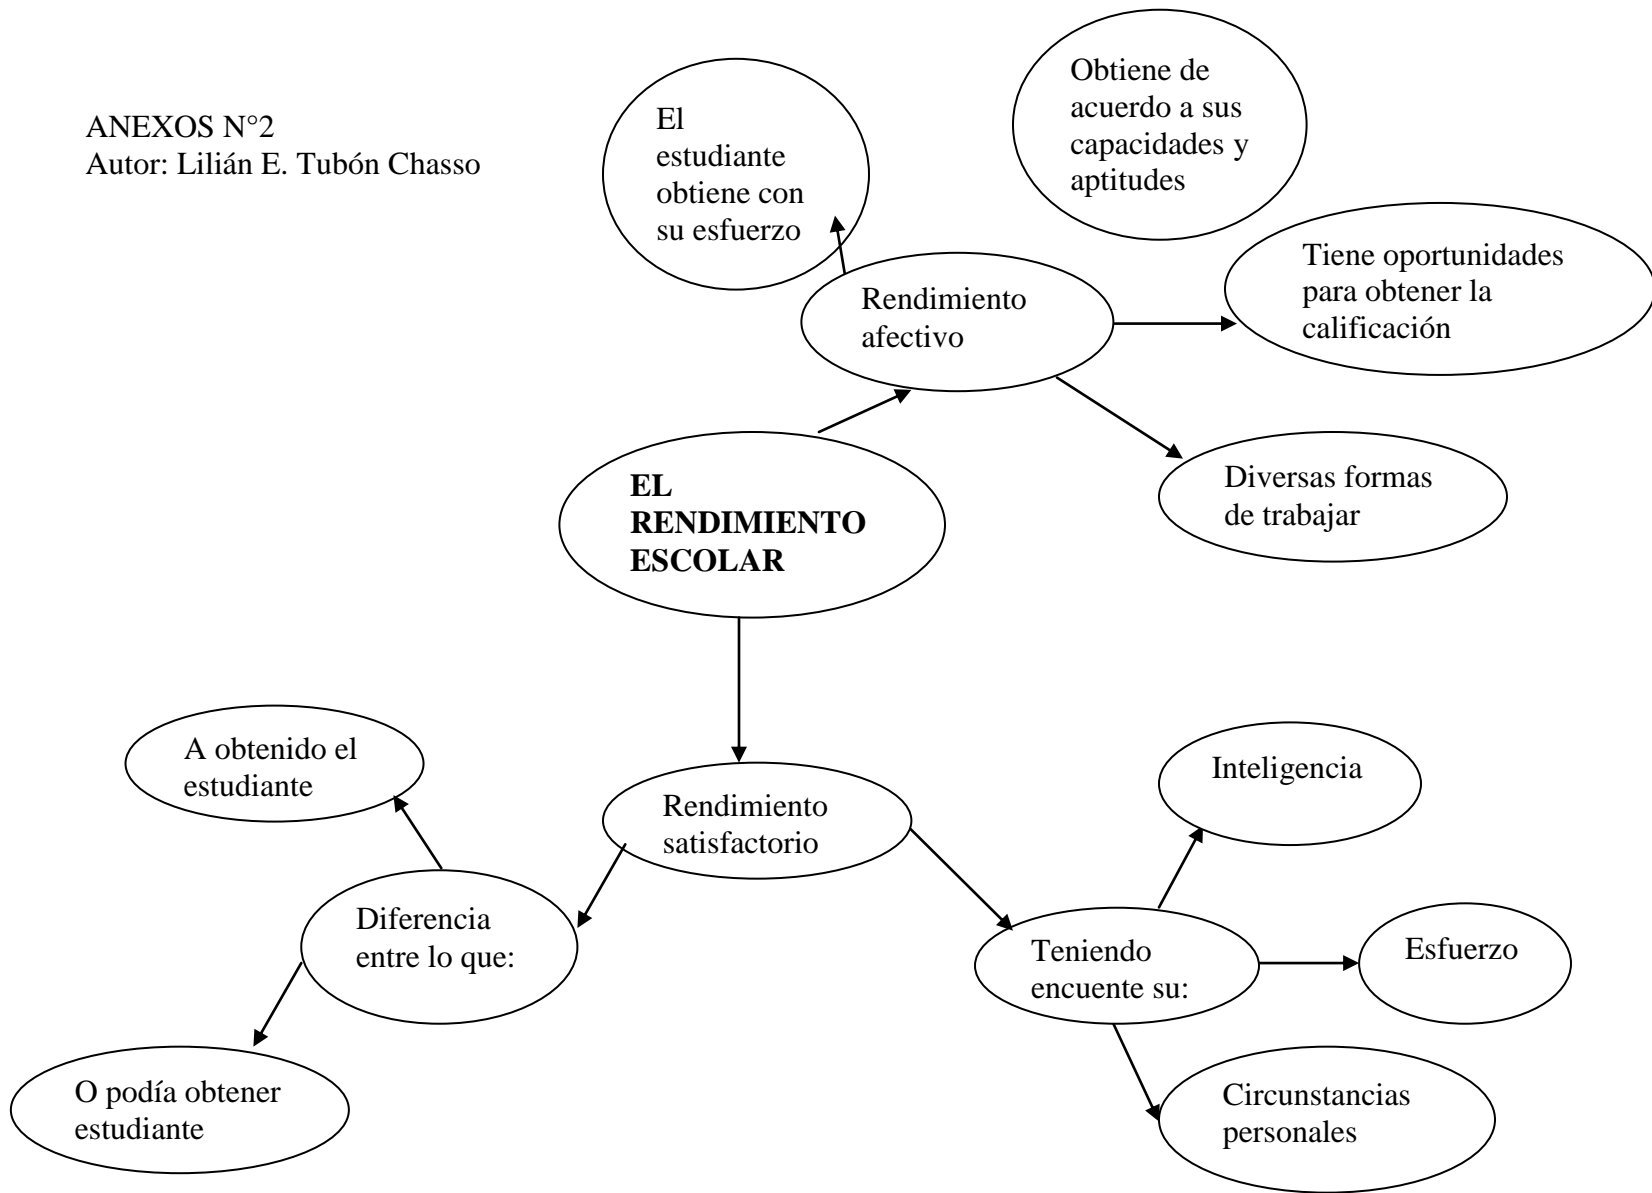 ANEXOS N°2
Autor: Lilián E. Tubón Chasso
El
estudiante
obtiene con
su esfuerzo
Obtiene de
acuerdo a sus
capacidades y
aptitudes
Tiene oportunidades
para obtener la
calificación
Rendimiento
afectivo
Diversas formas
de trabajar
EL
RENDIMIENTO
ESCOLAR
A obtenido el
estudiante
Rendimiento
satisfactorio
Inteligencia
Diferencia
entre lo que:
Teniendo
encuente su:
Esfuerzo
O podía obtener
estudiante
Circunstancias
personales